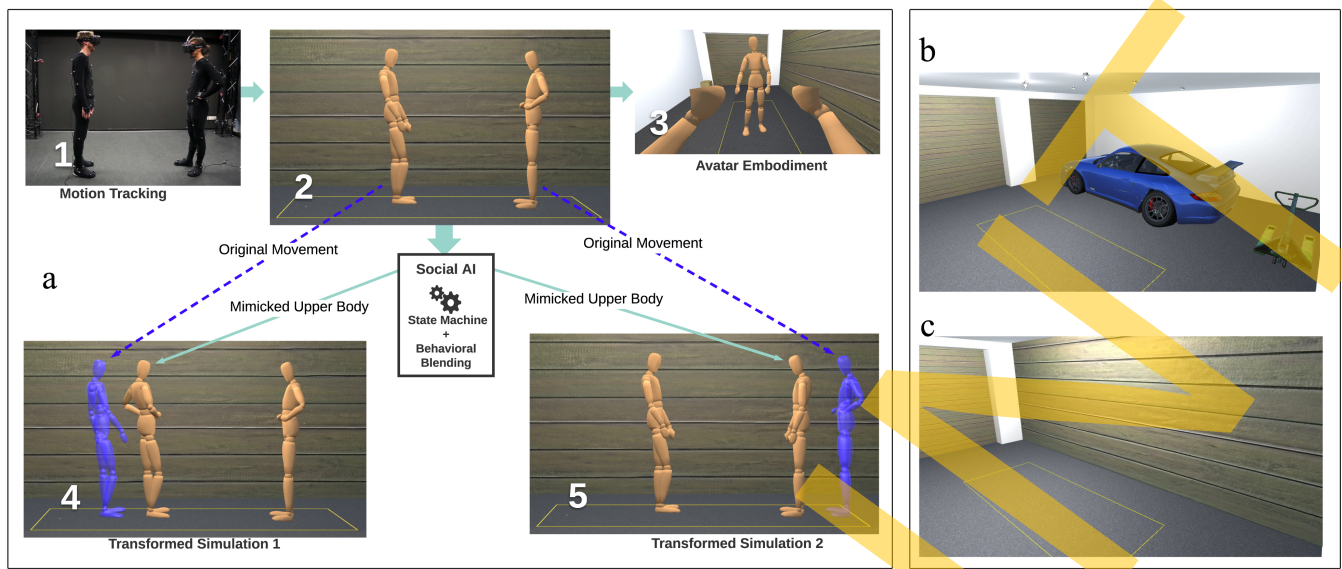 1
Motion Tracking
2
3
Avatar Embodiment
b
Original Movement
Original Movement
a
Social AI
Mimicked Upper Body
Mimicked Upper Body
State Machine
+
Behavioral
Blending
c
4
Transformed Simulation 1
5
Transformed Simulation 2